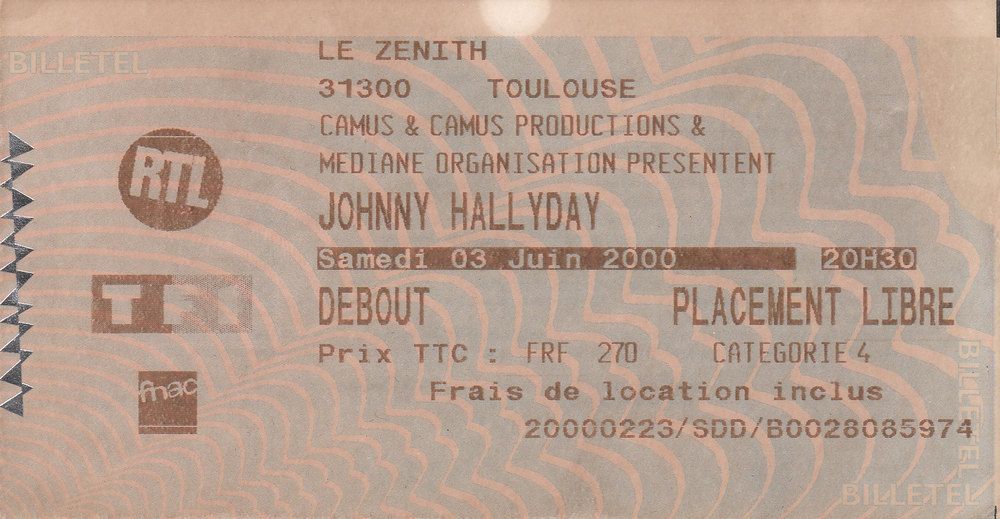 BILLETEL
LE ZENITH
31300 TOULOUSE
CAMUS & CAMUS PRODUCTIONS &
MEDIANE ORGANISATION PRESENTENT
RTL
JOHNNY HALLYDAY
Samedi 03 Juin 2000 20H30
TF1
DEBOUT PLACEMENT LIBRE
Prix TTC : FRF 270 CATEGORIE 4
fnac
Frais de location inclus
20000223/SDD/B0028085974
BILLETEL
BILLETEL